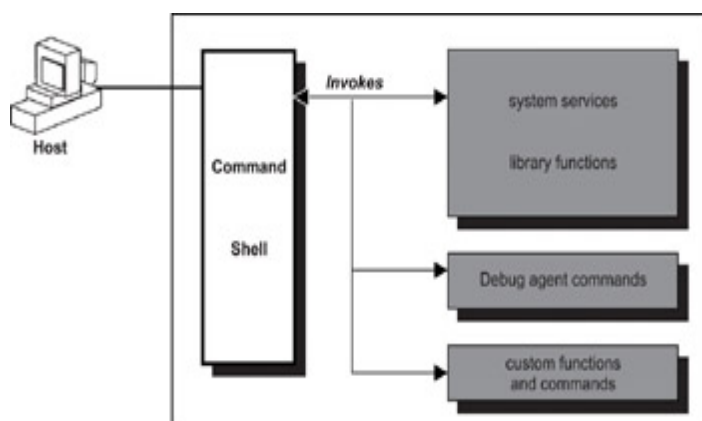 Host
Command
Shell
Invokes
system services
library functions
Debug agent commands
custom functions
and commands